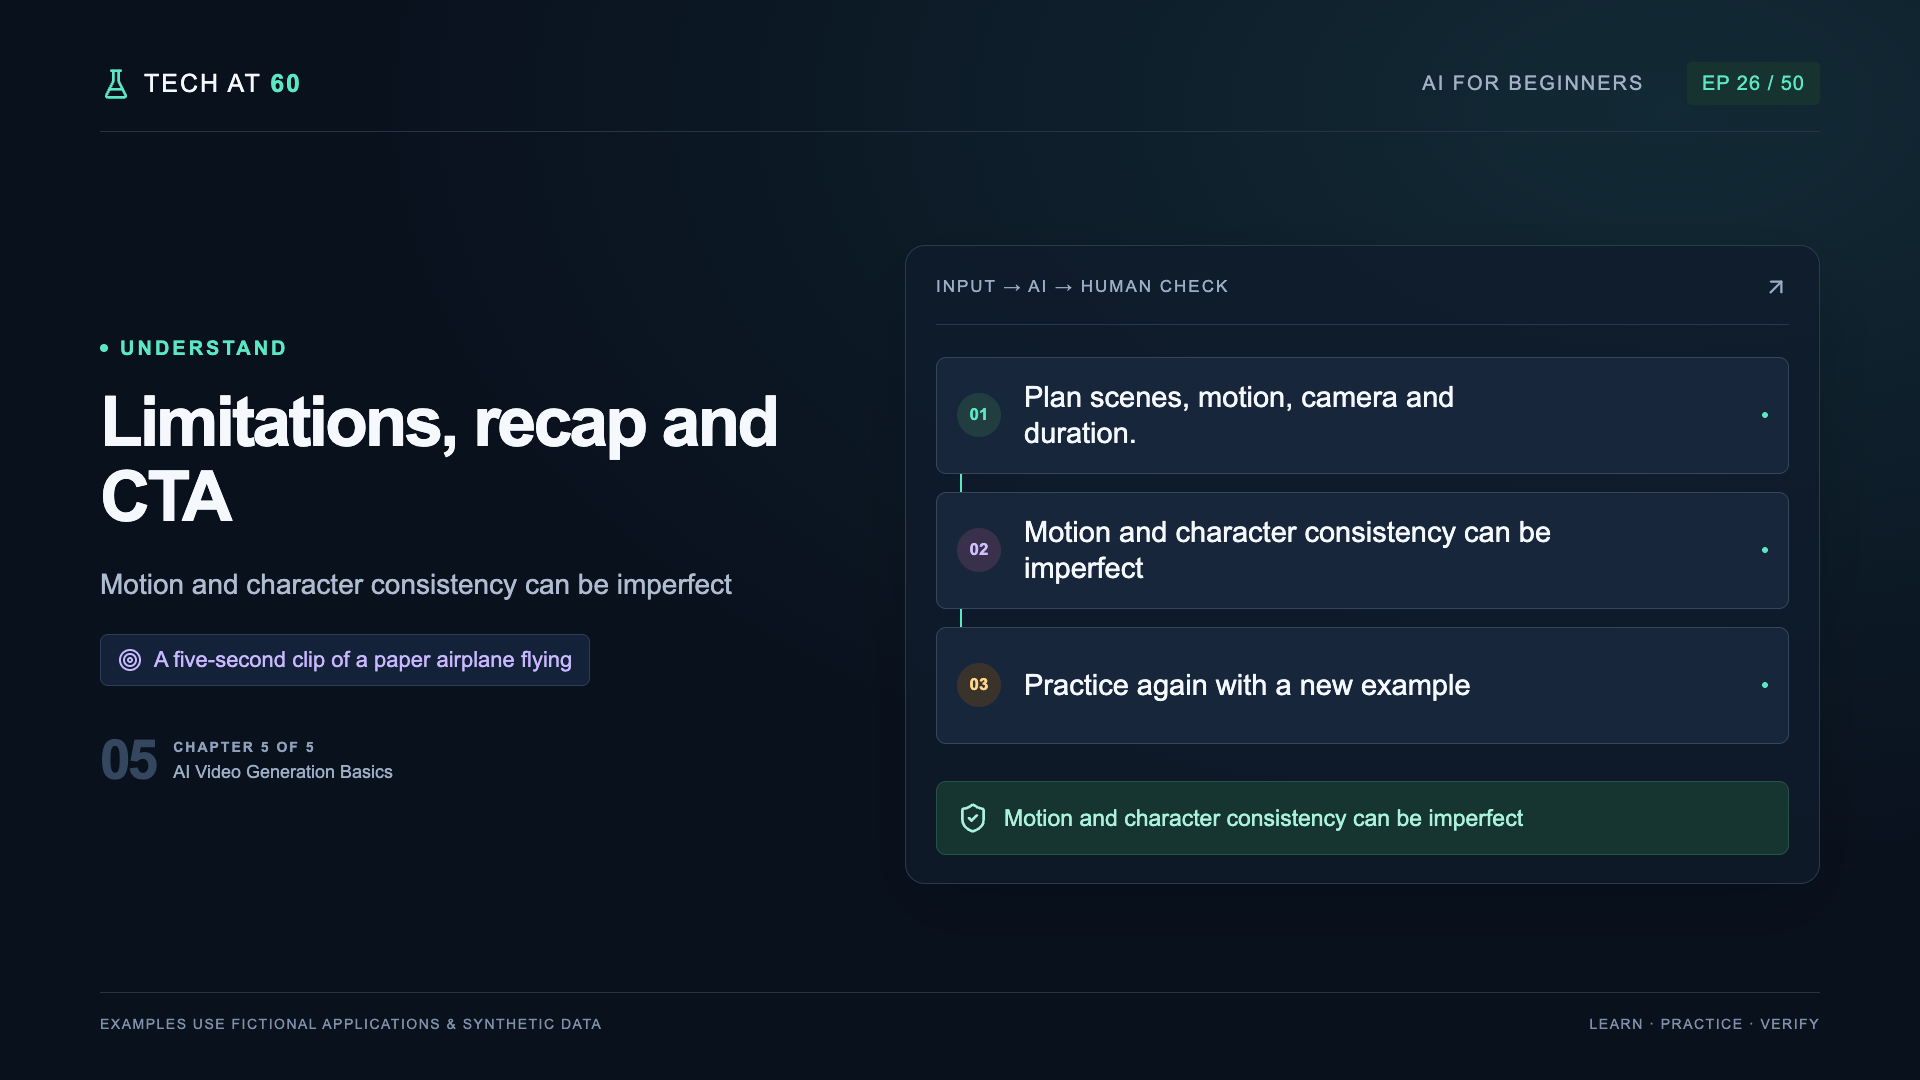 TECH AT 60
AI FOR BEGINNERS
EP 26 / 50
UNDERSTAND
Limitations, recap and
CTA
Motion and character consistency can be imperfect
A five-second clip of a paper airplane flying
05
CHAPTER 5 OF 5
AI Video Generation Basics
INPUT → AI → HUMAN CHECK
01
Plan scenes, motion, camera and
duration.
02
Motion and character consistency can be
imperfect
03
Practice again with a new example
Motion and character consistency can be imperfect
EXAMPLES USE FICTIONAL APPLICATIONS & SYNTHETIC DATA
LEARN · PRACTICE · VERIFY